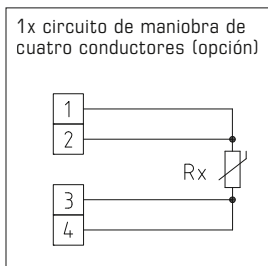 1x circuito de maniobra de
cuatro conductores (opción)
1
2
Rx
3
4